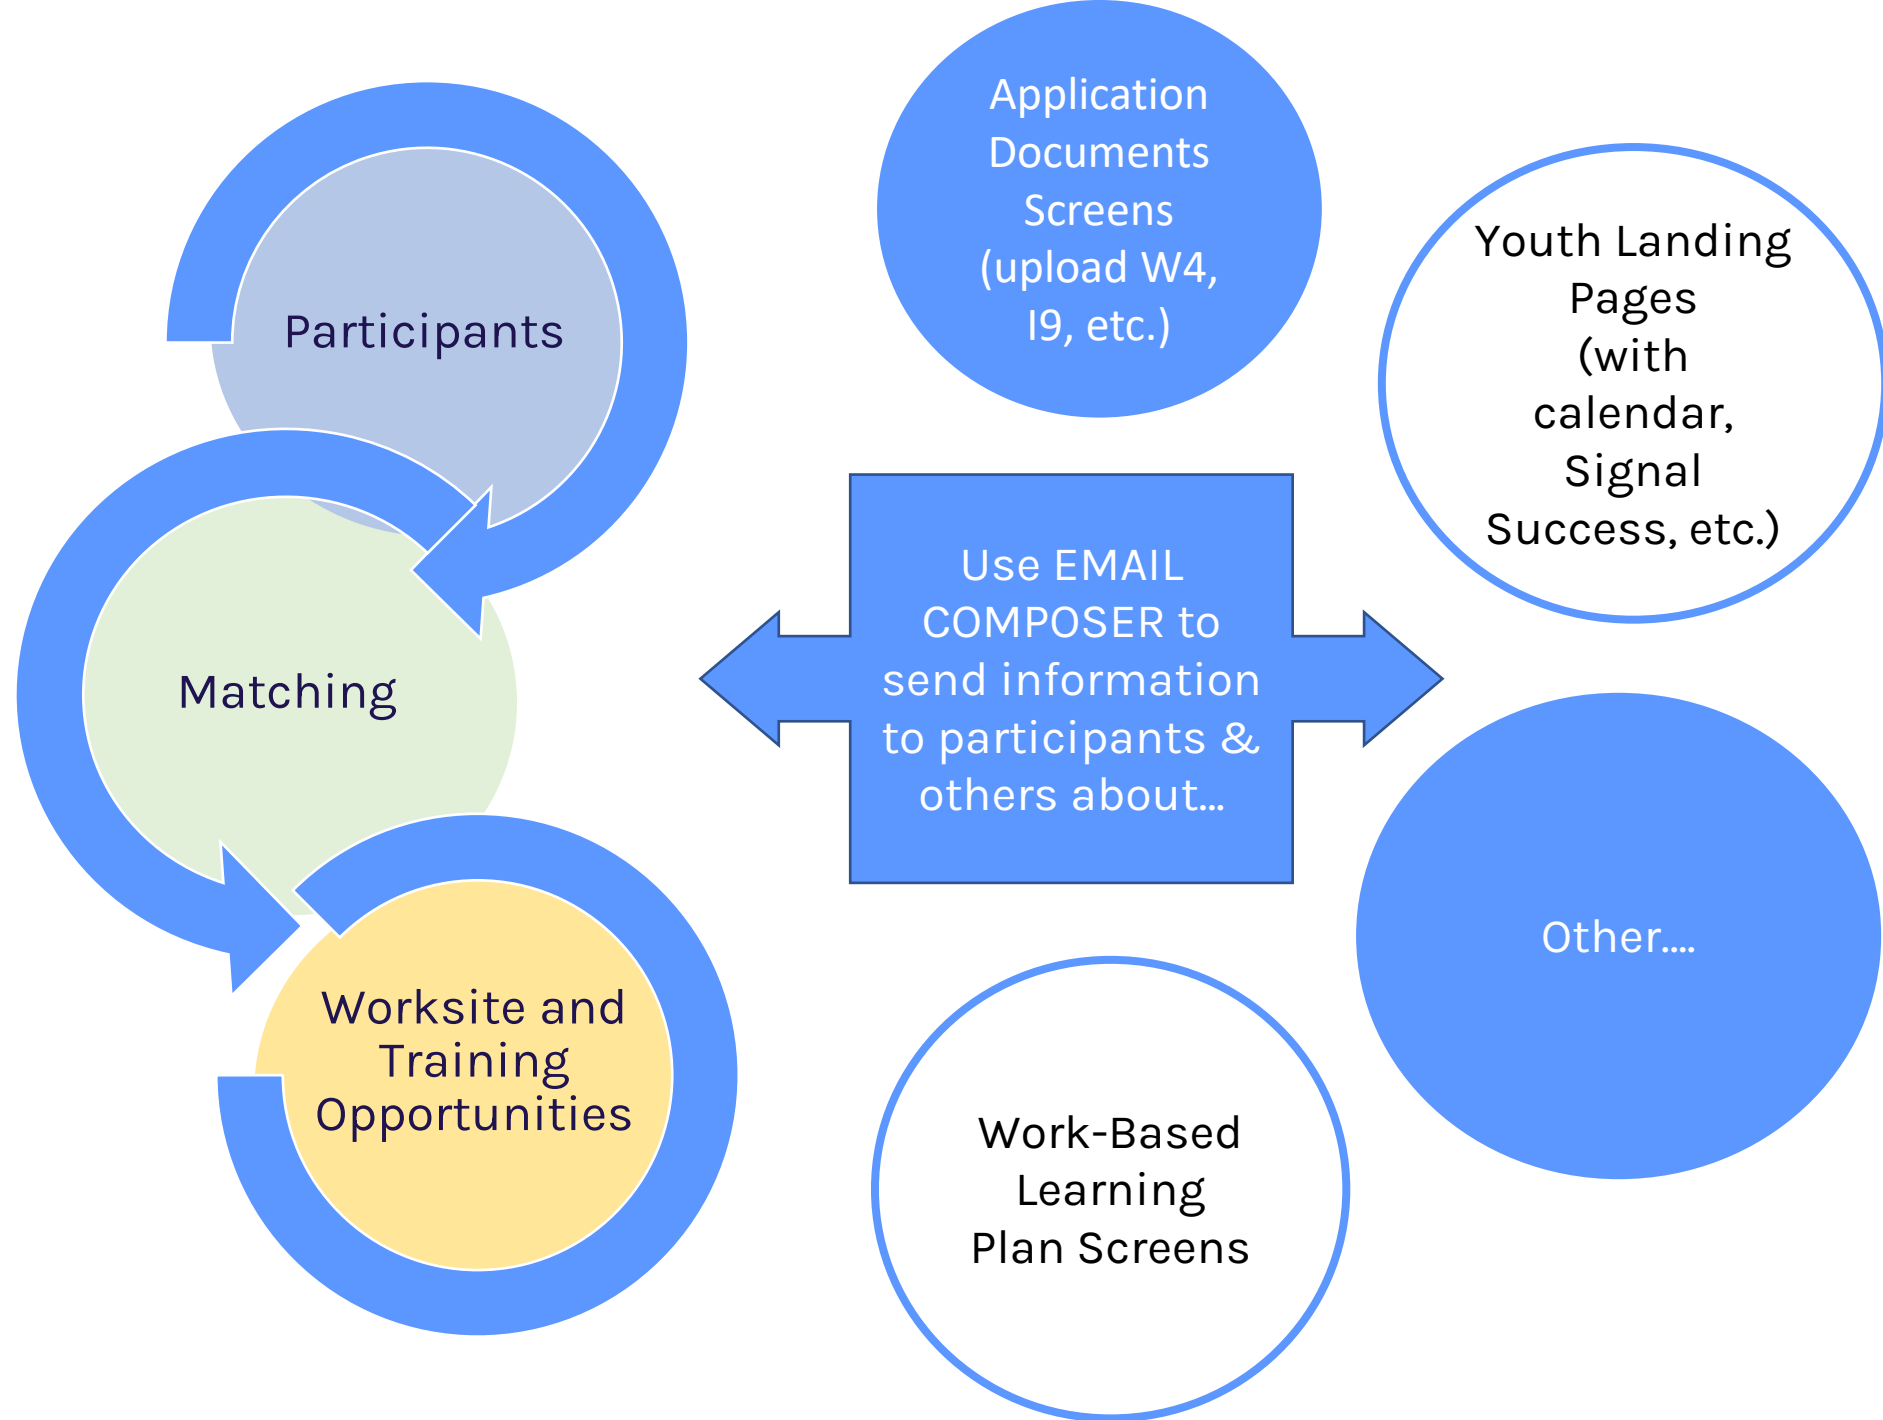 Participants
Matching
Worksite and
Training
Opportunities
Application
Documents
Screens
(upload W4,
I9, etc.)
Use EMAIL
COMPOSER to
send information
to participants &
others about…
Youth Landing
Pages
(with
calendar,
Signal
Success, etc.)
Other….
Work-Based
Learning
Plan Screens